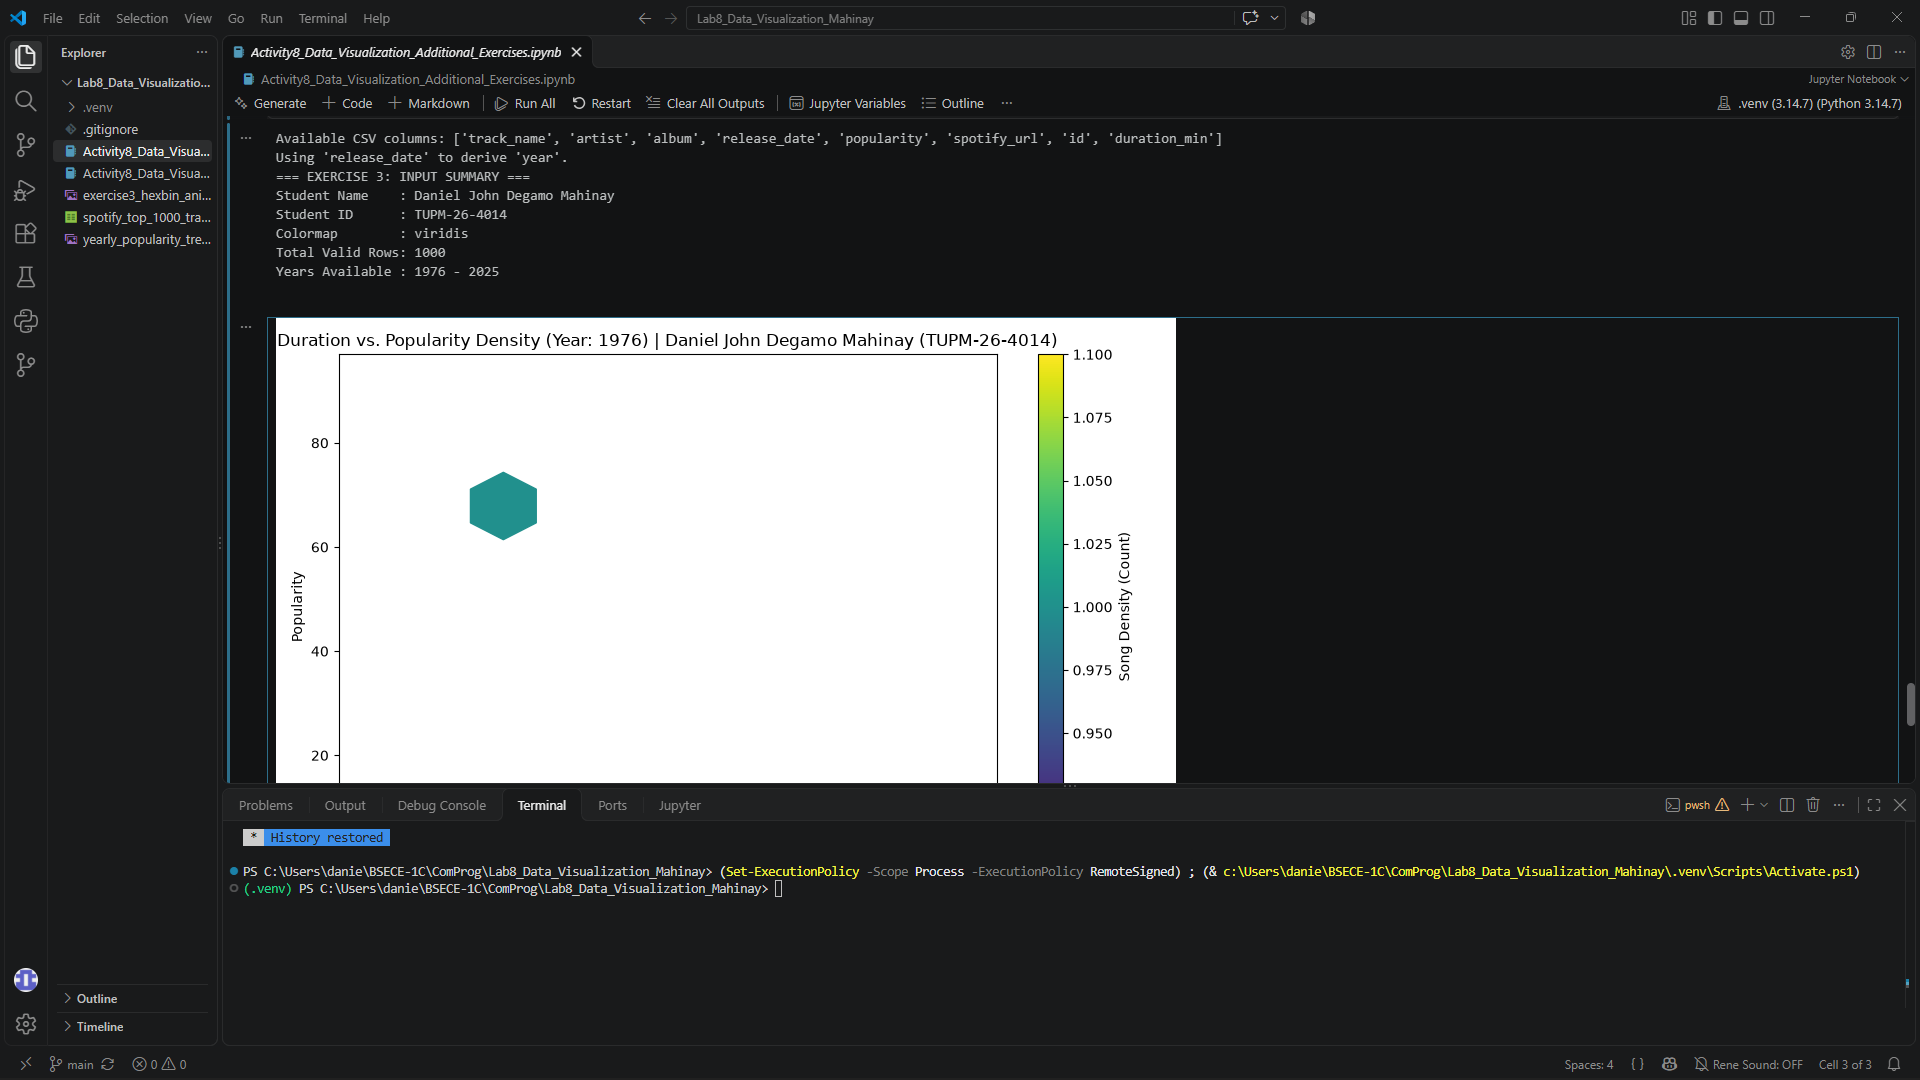 File Edit Selection View Go Run Terminal Help
Lab8_Data_Visualization_Mahinay
Explorer
Lab8_Data_Visualizatio...
.venv
.gitignore
Activity8_Data_Visua...
Activity8_Data_Visua...
exercise3_hexbin_ani...
spotify_top_1000_tra...
yearly_popularity_tre...
Outline
Timeline
Activity8_Data_Visualization_Additional_Exercises.ipynb
Activity8_Data_Visualization_Additional_Exercises.ipynb
Jupyter Notebook
Generate Code Markdown Run All Restart Clear All Outputs Jupyter Variables Outline
.venv (3.14.7) (Python 3.14.7)
Available CSV columns: ['track_name', 'artist', 'album', 'release_date', 'popularity', 'spotify_url', 'id', 'duration_min']
Using 'release_date' to derive 'year'.
=== EXERCISE 3: INPUT SUMMARY ===
Student Name    : Daniel John Degamo Mahinay
Student ID      : TUPM-26-4014
Colormap        : viridis
Total Valid Rows: 1000
Years Available : 1976 - 2025
Duration vs. Popularity Density (Year: 1976) | Daniel John Degamo Mahinay (TUPM-26-4014)
Popularity
80
60
40
20
1.100
1.075
1.050
1.025
1.000
0.975
0.950
Song Density (Count)
Problems Output Debug Console Terminal Ports Jupyter
pwsh
* History restored
PS C:\Users\danie\BSECE-1C\ComProg\Lab8_Data_Visualization_Mahinay> (Set-ExecutionPolicy -Scope Process -ExecutionPolicy RemoteSigned) ; (& c:\Users\danie\BSECE-1C\ComProg\Lab8_Data_Visualization_Mahinay\.venv\Scripts\Activate.ps1)
(.venv) PS C:\Users\danie\BSECE-1C\ComProg\Lab8_Data_Visualization_Mahinay>
main 0 0
Spaces: 4 { } Rene Sound: OFF Cell 3 of 3